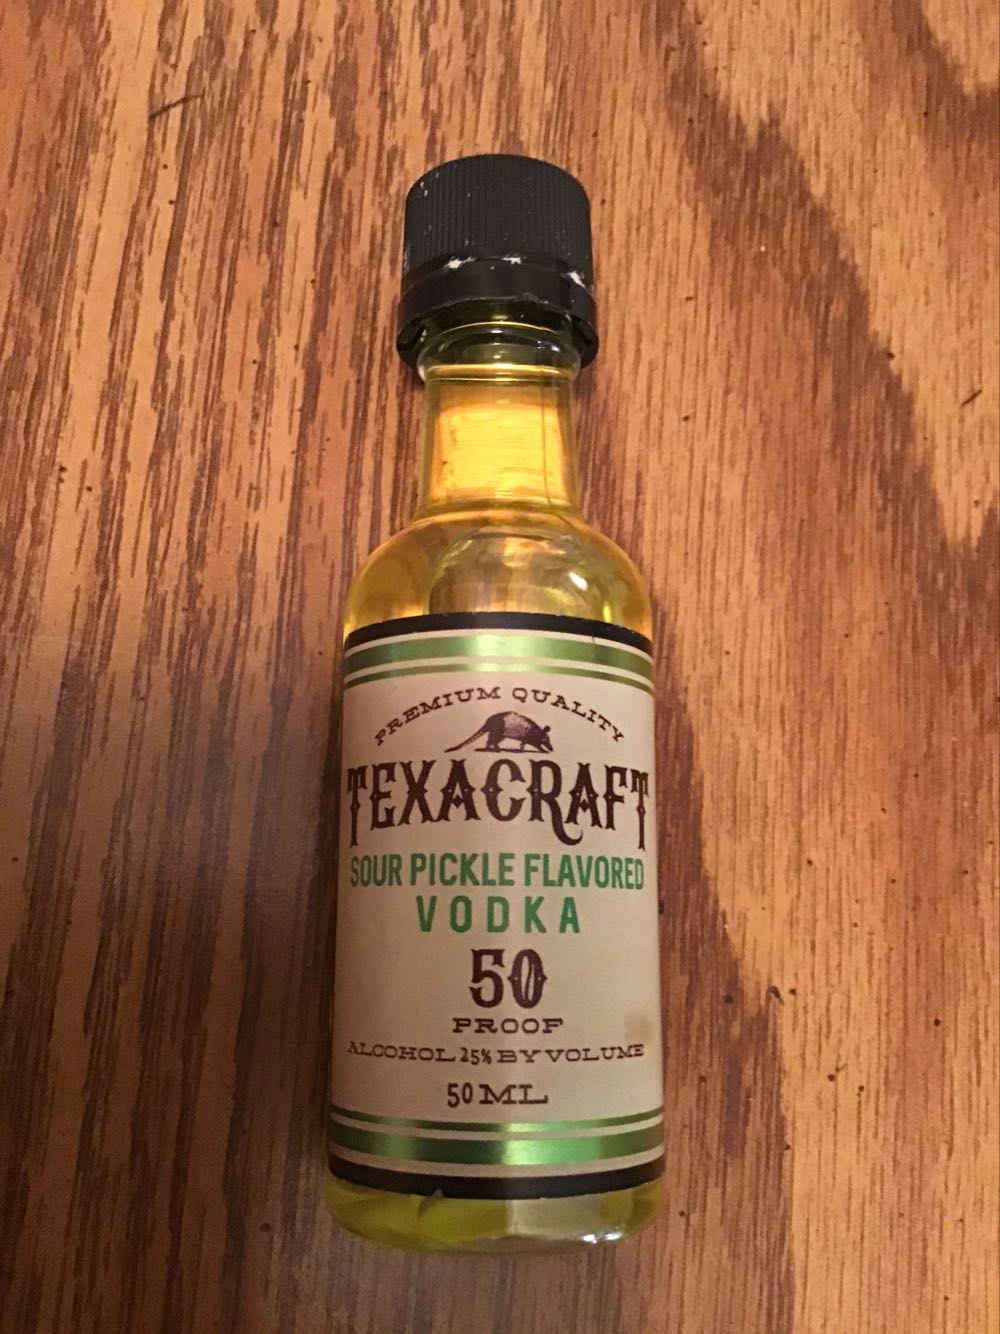 PREMIUM QUALITY
TEXACRAFT
SOUR PICKLE FLAVORED
VODKA
50
PROOF
ALCOHOL 25% BY VOLUME
50 ML